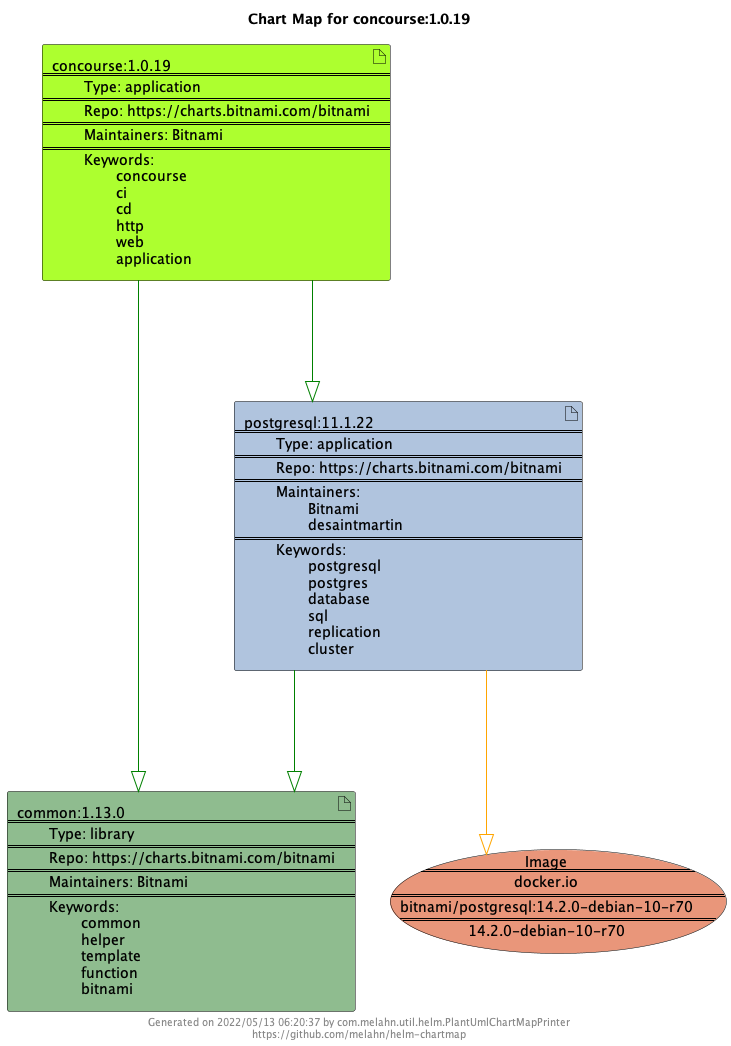 Chart Map for concourse:1.0.19
concourse:1.0.19
Type: application
Repo: https://charts.bitnami.com/bitnami
Maintainers: Bitnami
Keywords:
concourse
ci
cd
http
web
application
postgresql:11.1.22
Type: application
Repo: https://charts.bitnami.com/bitnami
Maintainers:
Bitnami
desaintmartin
Keywords:
postgresql
postgres
database
sql
replication
cluster
common:1.13.0
Type: library
Repo: https://charts.bitnami.com/bitnami
Maintainers: Bitnami
Keywords:
common
helper
template
function
bitnami
Image
docker.io
bitnami/postgresql:14.2.0-debian-10-r70
14.2.0-debian-10-r70
Generated on 2022/05/13 06:20:37 by com.melahn.util.helm.PlantUmlChartMapPrinter
https://github.com/melahn/helm-chartmap